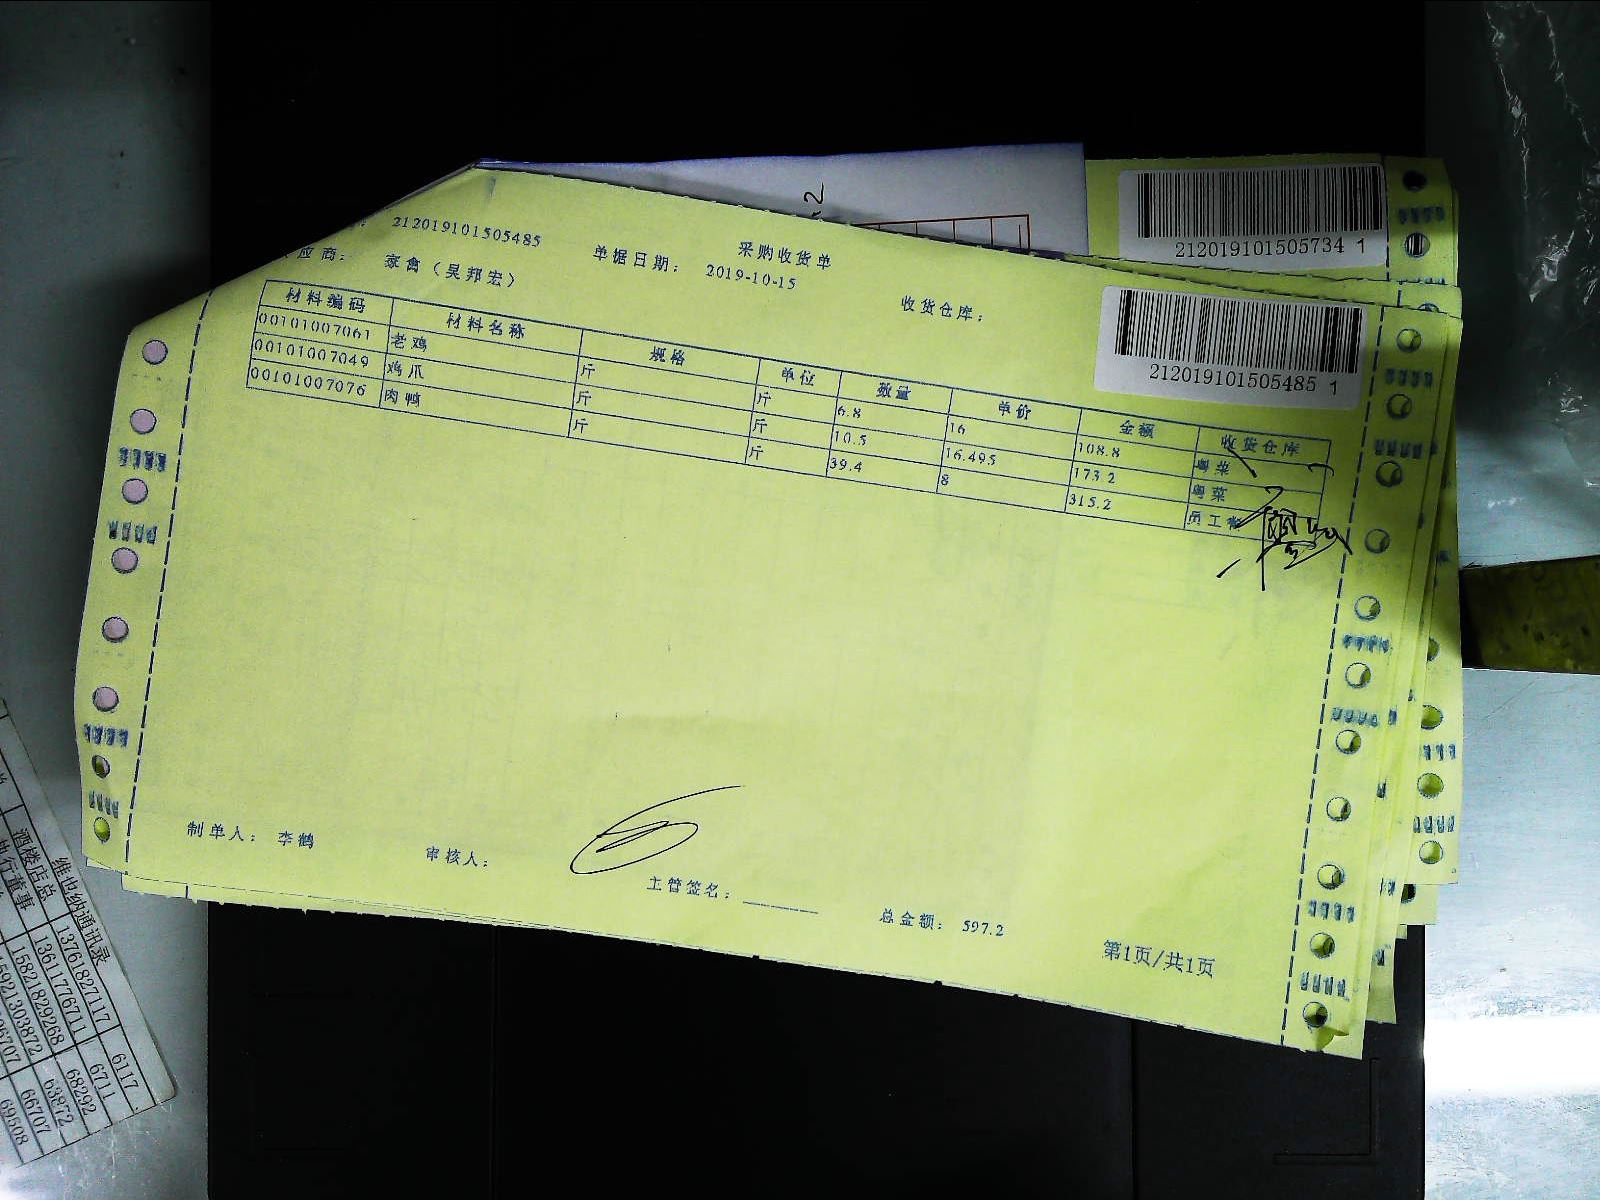 212019101505734 1
采购收货单
212019101505485
单据日期： 2019-10-15
应商： 家禽（吴邦宏）
收货仓库：
212019101505485 1
材料编码 材料名称 规格 单位 数量 单价 金额 收货仓库
00101007061 老鸡 斤 斤 6.8 16 108.8 粤菜
00101007049 鸡爪 斤 斤 10.5 16.495 173.2 粤菜
00101007076 肉鸭 斤 斤 39.4 8 315.2 员工
制单人： 李鹤
审核人：
主管签名：
总金额： 597.2
第1页/共1页
维也纳通讯录
酒楼店总 13761827117 6117
执行董事 13611776711 6711
15821829268 68292
15921303872 63872
66707
69508